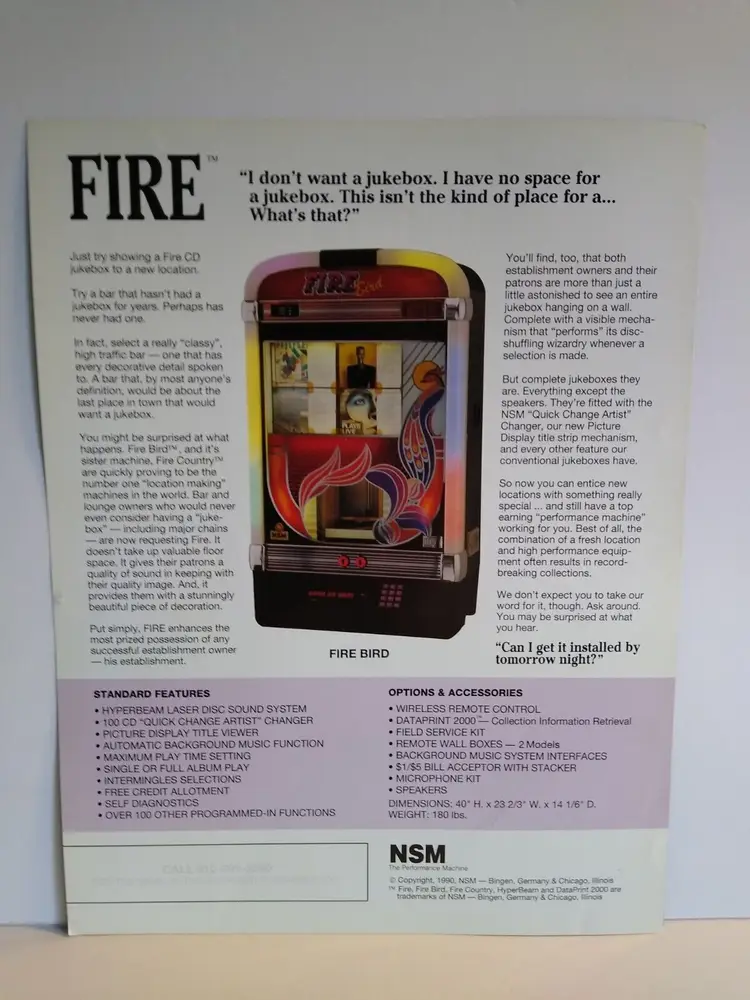 FIRE™
“I don't want a jukebox. I have no space for
a jukebox. This isn't the kind of place for a...
What's that?”
Just try showing a Fire CD
jukebox to a new location.
Try a bar that hasn't had a
jukebox for years. Perhaps has
never had one.
In fact, select a really “classy”,
high traffic bar — one that has
every decorative detail spoken
to. A bar that, by most anyone's
definition, would be about the
last place in town that would
want a jukebox.
You might be surprised at what
happens. Fire Bird™, and it's
sister machine, Fire Country™
are quickly proving to be the
number one “location making”
machines in the world. Bar and
lounge owners who would never
even consider having a “juke-
box” — including major chains
— are now requesting Fire. It
doesn't take up valuable floor
space. It gives their patrons a
quality of sound in keeping with
their quality image. And, it
provides them with a stunningly
beautiful piece of decoration.
Put simply, FIRE enhances the
most prized possession of any
successful establishment owner
— his establishment.
FIRE Bird
NSM
FIRE BIRD
You'll find, too, that both
establishment owners and their
patrons are more than just a
little astonished to see an entire
jukebox hanging on a wall.
Complete with a visible mecha-
nism that “performs” its disc-
shuffling wizardry whenever a
selection is made.
But complete jukeboxes they
are. Everything except the
speakers. They're fitted with the
NSM “Quick Change Artist”
Changer, our new Picture
Display title strip mechanism,
and every other feature our
conventional jukeboxes have.
So now you can entice new
locations with something really
special ... and still have a top
earning “performance machine”
working for you. Best of all, the
combination of a fresh location
and high performance equip-
ment often results in record-
breaking collections.
We don't expect you to take our
word for it, though. Ask around.
You may be surprised at what
you hear.
“Can I get it installed by
tomorrow night?”
STANDARD FEATURES
• HYPERBEAM LASER DISC SOUND SYSTEM
• 100 CD “QUICK CHANGE ARTIST” CHANGER
• PICTURE DISPLAY TITLE VIEWER
• AUTOMATIC BACKGROUND MUSIC FUNCTION
• MAXIMUM PLAY TIME SETTING
• SINGLE OR FULL ALBUM PLAY
• INTERMINGLES SELECTIONS
• FREE CREDIT ALLOTMENT
• SELF DIAGNOSTICS
• OVER 100 OTHER PROGRAMMED-IN FUNCTIONS
OPTIONS & ACCESSORIES
• WIRELESS REMOTE CONTROL
• DATAPRINT 2000™ — Collection Information Retrieval
• FIELD SERVICE KIT
• REMOTE WALL BOXES — 2 Models
• BACKGROUND MUSIC SYSTEM INTERFACES
• $1/$5 BILL ACCEPTOR WITH STACKER
• MICROPHONE KIT
• SPEAKERS
DIMENSIONS: 40" H. x 23 2/3" W. x 14 1/6" D.
WEIGHT: 180 lbs.
NSM
The Performance Machine
© Copyright, 1990, NSM — Bingen, Germany & Chicago, Illinois
™ Fire, Fire Bird, Fire Country, HyperBeam and DataPrint 2000 are
trademarks of NSM — Bingen, Germany & Chicago, Illinois